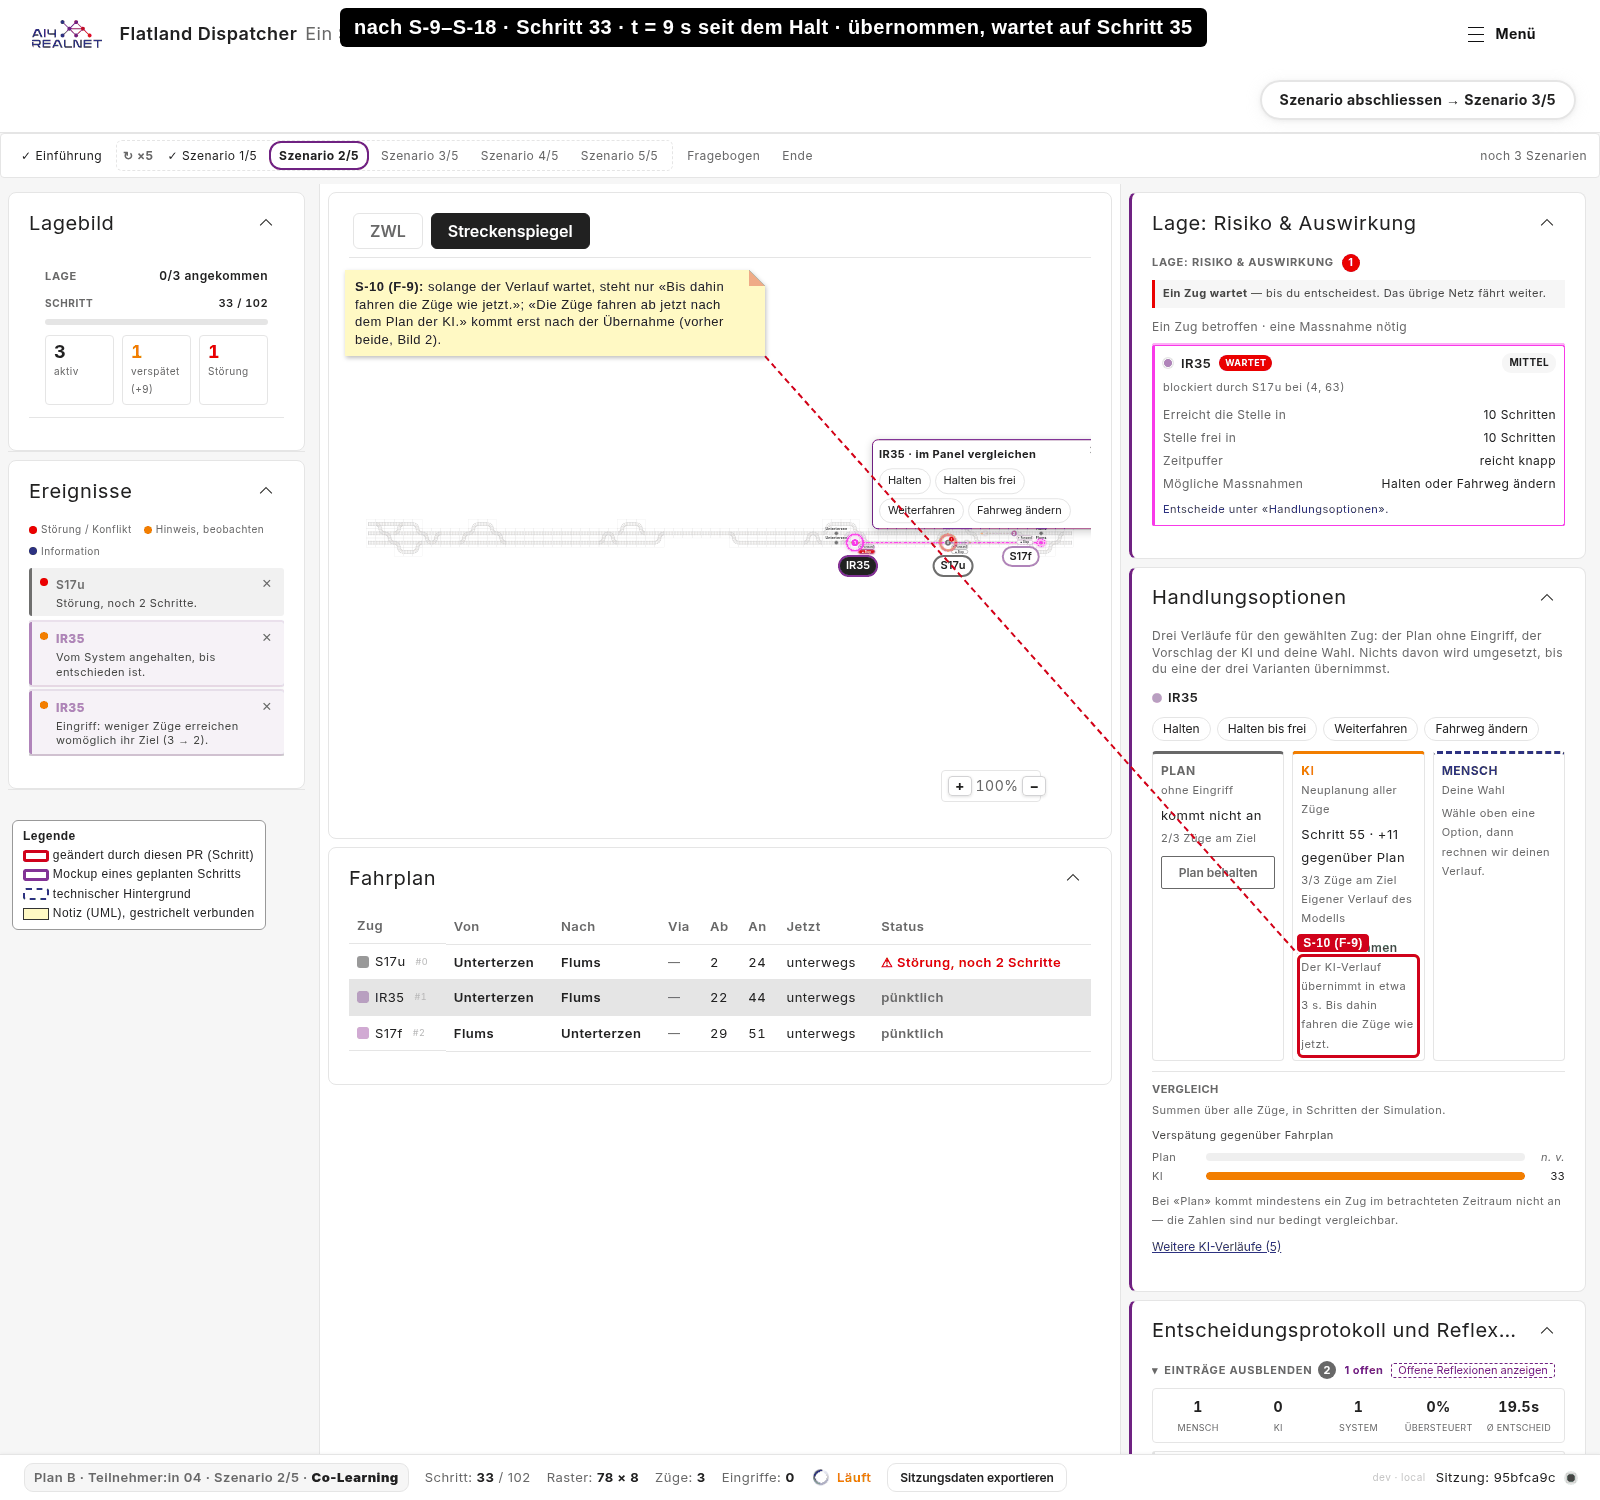 AI4 REALNET
Flatland Dispatcher Ein
nach S-9–S-18 · Schritt 33 · t = 9 s seit dem Halt · übernommen, wartet auf Schritt 35
Menü
Szenario abschliessen → Szenario 3/5
✓ Einführung ↻ ×5 ✓ Szenario 1/5 Szenario 2/5 Szenario 3/5 Szenario 4/5 Szenario 5/5 Fragebogen Ende noch 3 Szenarien
Lagebild
LAGE 0/3 angekommen
SCHRITT 33 / 102
3 aktiv
1 verspätet (+9)
1 Störung
Ereignisse
Störung / Konflikt Hinweis, beobachten
Information
S17u ×
Störung, noch 2 Schritte.
IR35 ×
Vom System angehalten, bis
entschieden ist.
IR35 ×
Eingriff: weniger Züge erreichen
womöglich ihr Ziel (3 → 2).
Legende
geändert durch diesen PR (Schritt)
Mockup eines geplanten Schritts
technischer Hintergrund
Notiz (UML), gestrichelt verbunden
ZWL Streckenspiegel
S-10 (F-9): solange der Verlauf wartet, steht nur «Bis dahin
fahren die Züge wie jetzt.»; «Die Züge fahren ab jetzt nach
dem Plan der KI.» kommt erst nach der Übernahme (vorher
beide, Bild 2).
IR35 · im Panel vergleichen
Halten Halten bis frei
Weiterfahren Fahrweg ändern
IR35 S17u S17f
+ 100% −
Fahrplan
Zug Von Nach Via Ab An Jetzt Status
S17u #0 Unterterzen Flums — 2 24 unterwegs ⚠ Störung, noch 2 Schritte
IR35 #1 Unterterzen Flums — 22 44 unterwegs pünktlich
S17f #2 Flums Unterterzen — 29 51 unterwegs pünktlich
Lage: Risiko & Auswirkung
LAGE: RISIKO & AUSWIRKUNG 1
Ein Zug wartet — bis du entscheidest. Das übrige Netz fährt weiter.
Ein Zug betroffen · eine Massnahme nötig
IR35 WARTET MITTEL
blockiert durch S17u bei (4, 63)
Erreicht die Stelle in 10 Schritten
Stelle frei in 10 Schritten
Zeitpuffer reicht knapp
Mögliche Massnahmen Halten oder Fahrweg ändern
Entscheide unter «Handlungsoptionen».
Handlungsoptionen
Drei Verläufe für den gewählten Zug: der Plan ohne Eingriff, der
Vorschlag der KI und deine Wahl. Nichts davon wird umgesetzt, bis
du eine der drei Varianten übernimmst.
IR35
Halten Halten bis frei Weiterfahren Fahrweg ändern
PLAN
ohne Eingriff
kommt nicht an
2/3 Züge am Ziel
Plan behalten
KI
Neuplanung aller
Züge
Schritt 55 · +11
gegenüber Plan
3/3 Züge am Ziel
Eigener Verlauf des
Modells
S-10 (F-9) men
Der KI-Verlauf
übernimmt in etwa
3 s. Bis dahin
fahren die Züge wie
jetzt.
MENSCH
Deine Wahl
Wähle oben eine
Option, dann
rechnen wir deinen
Verlauf.
VERGLEICH
Summen über alle Züge, in Schritten der Simulation.
Verspätung gegenüber Fahrplan
Plan n. v.
KI 33
Bei «Plan» kommt mindestens ein Zug im betrachteten Zeitraum nicht an
— die Zahlen sind nur bedingt vergleichbar.
Weitere KI-Verläufe (5)
Entscheidungsprotokoll und Reflex...
▾ EINTRÄGE AUSBLENDEN 2 1 offen Offene Reflexionen anzeigen
1 0 1 0% 19.5s
MENSCH KI SYSTEM ÜBERSTEUERT Ø ENTSCHEID
Plan B · Teilnehmer:in 04 · Szenario 2/5 · Co-Learning Schritt: 33 / 102 Raster: 78 × 8 Züge: 3 Eingriffe: 0 Läuft Sitzungsdaten exportieren dev · local Sitzung: 95bfca9c